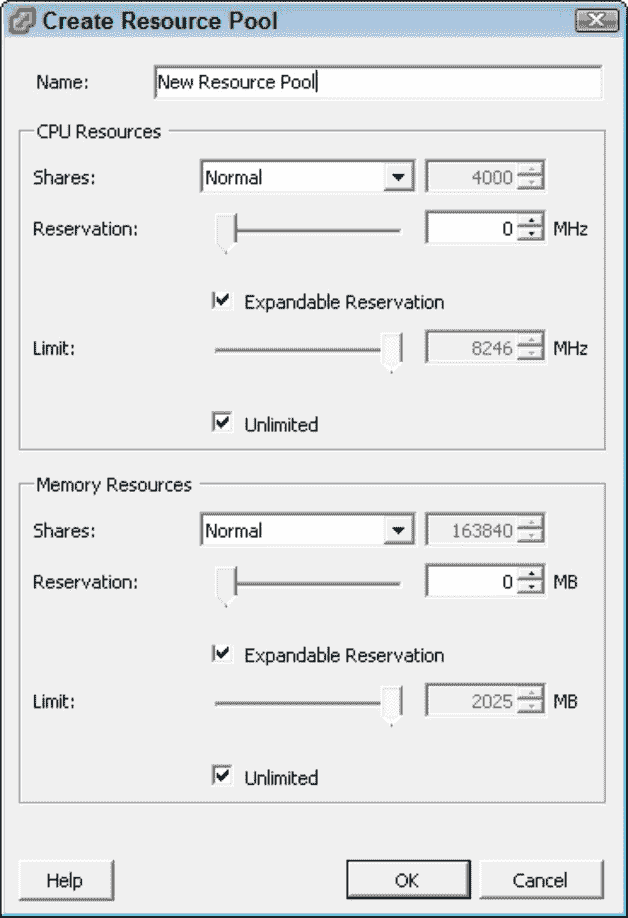 Create Resource Pool
Name: New Resource Pool
CPU Resources
Shares: Normal 4000
Reservation: 0 MHz
Expandable Reservation
Limit: 8246 MHz
Unlimited
Memory Resources
Shares: Normal 163840
Reservation: 0 MB
Expandable Reservation
Limit: 2025 MB
Unlimited
Help OK Cancel